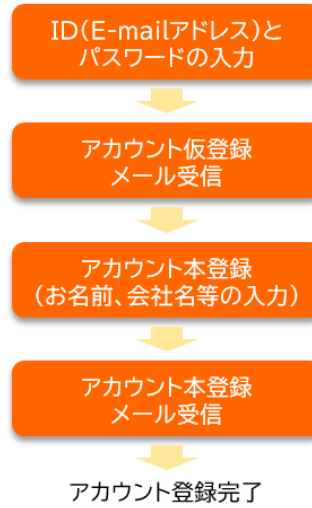 ID(E-mailアドレス)と
パスワードの入力
アカウント仮登録
メール受信
アカウント本登録
(お名前、会社名等の入力)
アカウント本登録
メール受信
アカウント登録完了